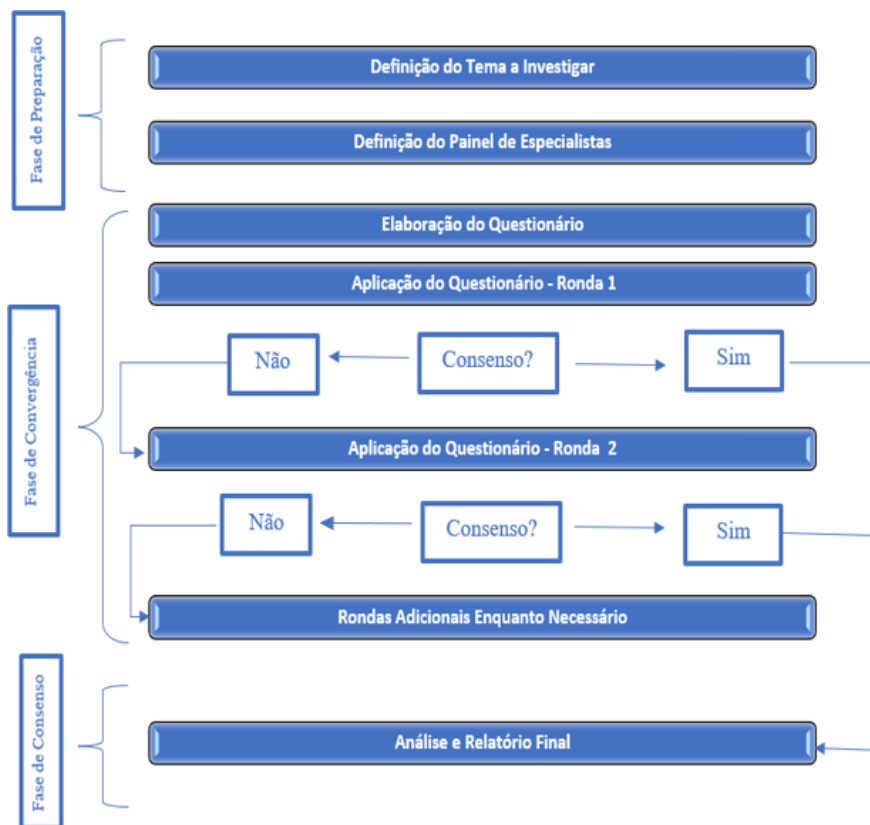 Fase de Preparação
Definição do Tema a Investigar
Definição do Painel de Especialistas
Fase de Convergência
Elaboração do Questionário
Aplicação do Questionário - Ronda 1
Não
Consenso?
Sim
Aplicação do Questionário - Ronda 2
Não
Consenso?
Sim
Rondas Adicionais Enquanto Necessário
Fase de Consenso
Análise e Relatório Final